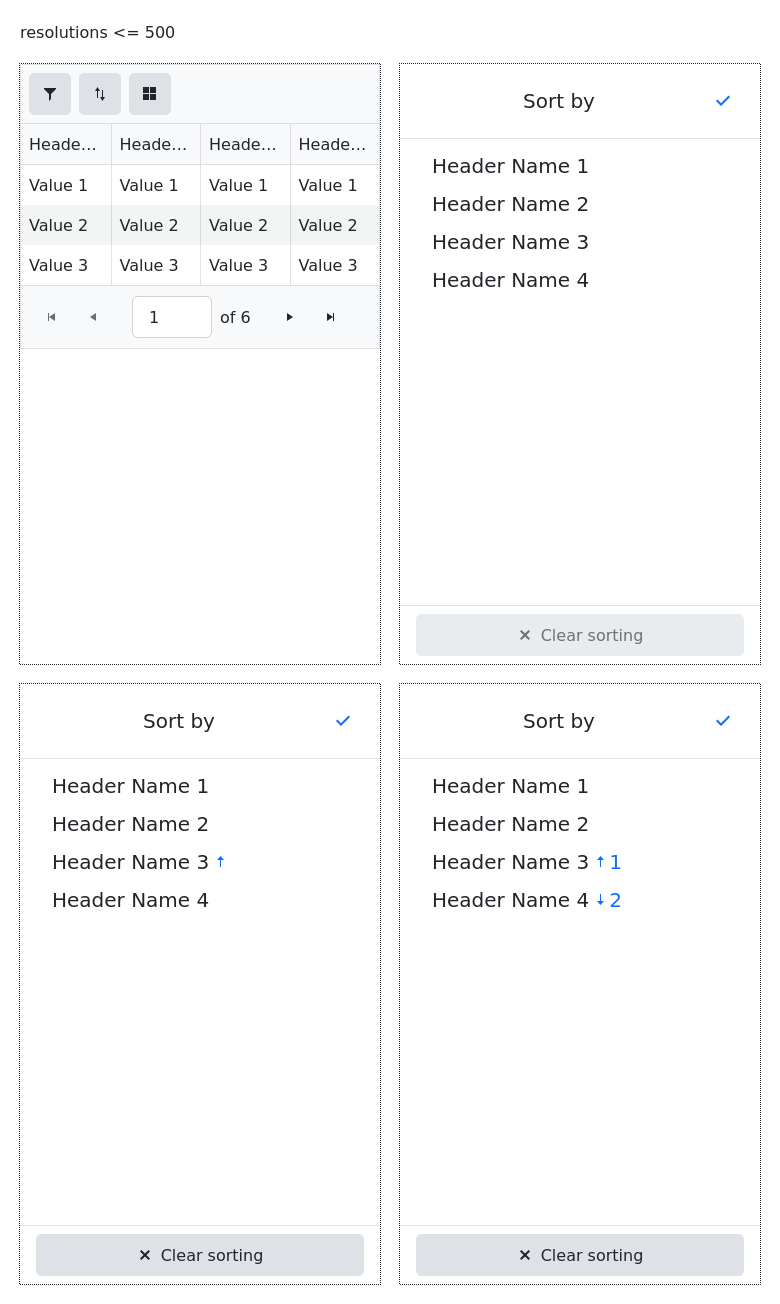 resolutions <= 500
Heade... Heade... Heade... Heade...
Value 1 Value 1 Value 1 Value 1
Value 2 Value 2 Value 2 Value 2
Value 3 Value 3 Value 3 Value 3
1 of 6
Sort by
Header Name 1
Header Name 2
Header Name 3
Header Name 4
Clear sorting
Sort by
Header Name 1
Header Name 2
Header Name 3
Header Name 4
Clear sorting
Sort by
Header Name 1
Header Name 2
Header Name 3 1
Header Name 4 2
Clear sorting